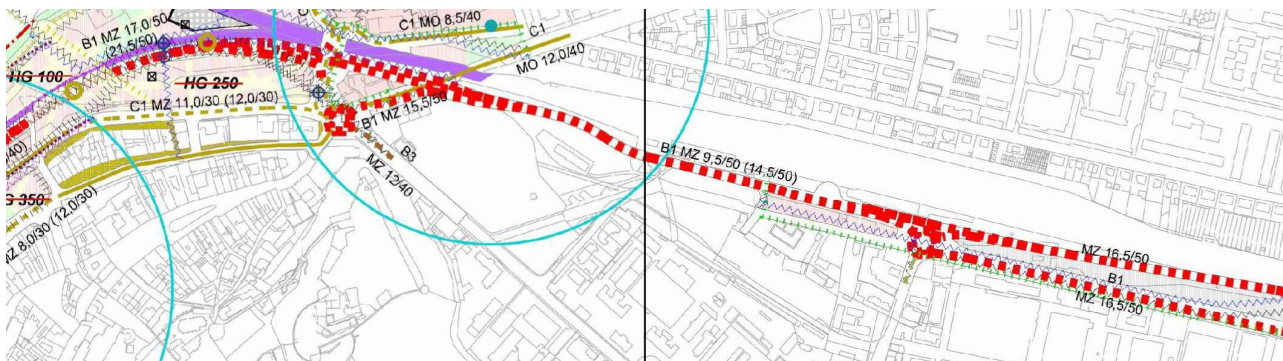 B1 MZ 17,0/50
(21,5/50)
C1 MO 8,5/40
C1
MO 12,0/40
HG 100
HG 250
C1 MZ 11,0/30 (12,0/30)
B1 MZ 15,5/50
B3
MZ 12/40
350
MZ 8,0/30 (12,0/30)
B1 MZ 9,5/50 (14,5/50)
MZ 16,5/50
B1
MZ 16,5/50